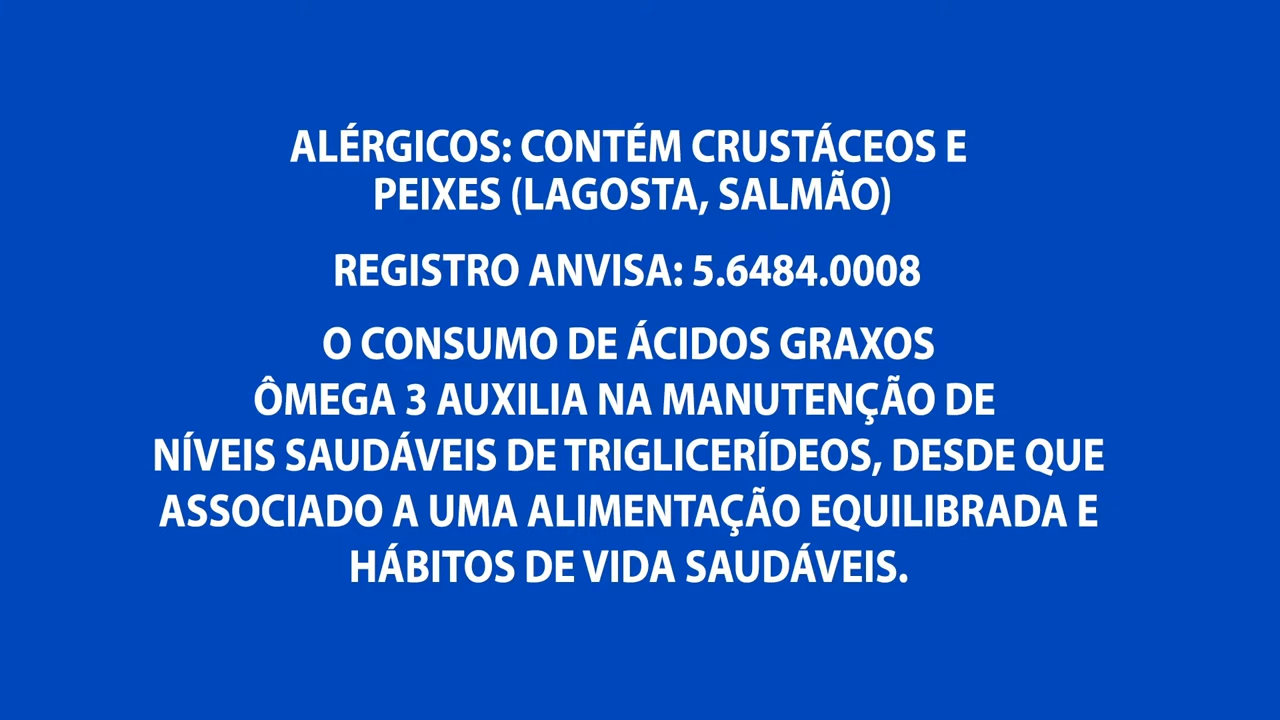 ALÉRGICOS: CONTÉM CRUSTÁCEOS E
PEIXES (LAGOSTA, SALMÃO)
REGISTRO ANVISA: 5.6484.0008
O CONSUMO DE ÁCIDOS GRAXOS
ÔMEGA 3 AUXILIA NA MANUTENÇÃO DE
NÍVEIS SAUDÁVEIS DE TRIGLICERÍDEOS, DESDE QUE
ASSOCIADO A UMA ALIMENTAÇÃO EQUILIBRADA E
HÁBITOS DE VIDA SAUDÁVEIS.